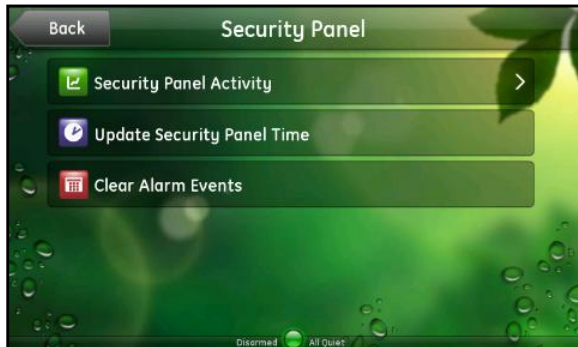 Back
Security Panel
Security Panel Activity
Update Security Panel Time
Clear Alarm Events
Disarmed All Quiet